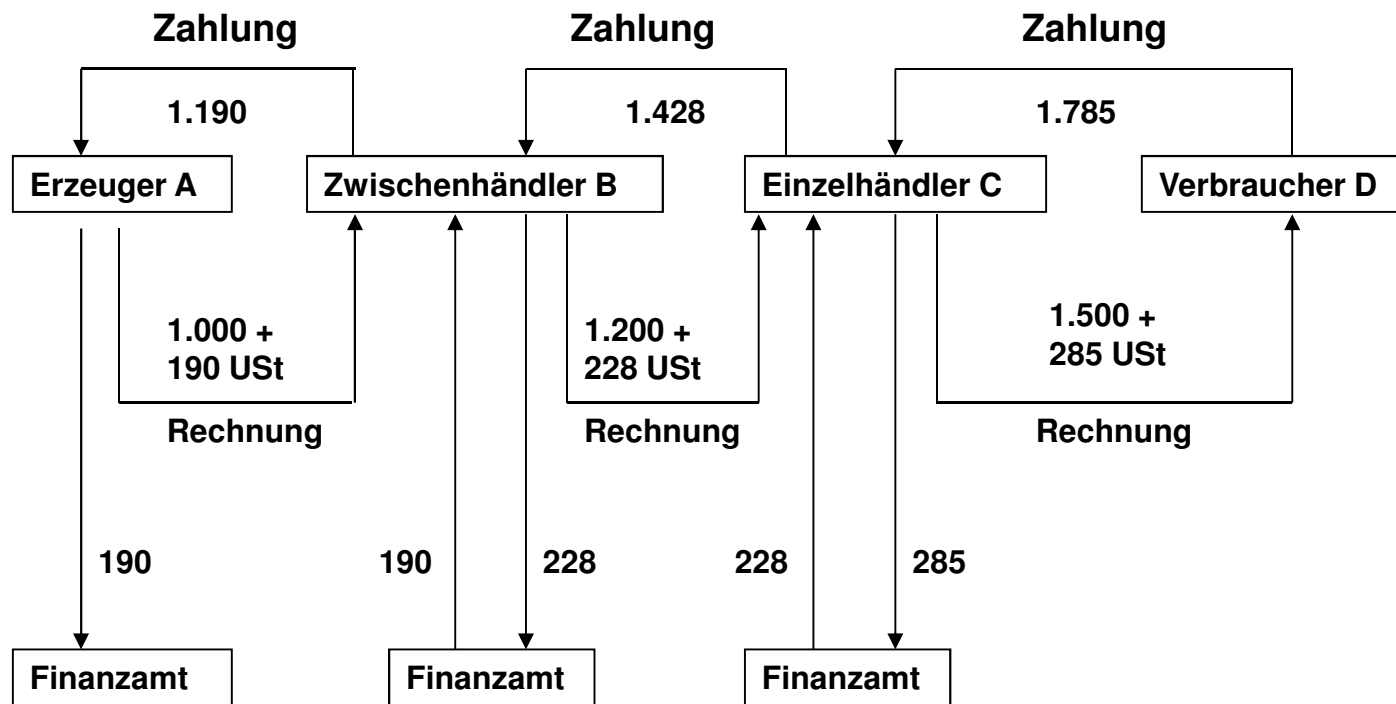 Zahlung
Zahlung
Zahlung
1.190
1.428
1.785
Erzeuger A
Zwischenhändler B
Einzelhändler C
Verbraucher D
1.000 +
190 USt
1.200 +
228 USt
1.500 +
285 USt
Rechnung
Rechnung
Rechnung
190
190
228
228
285
Finanzamt
Finanzamt
Finanzamt